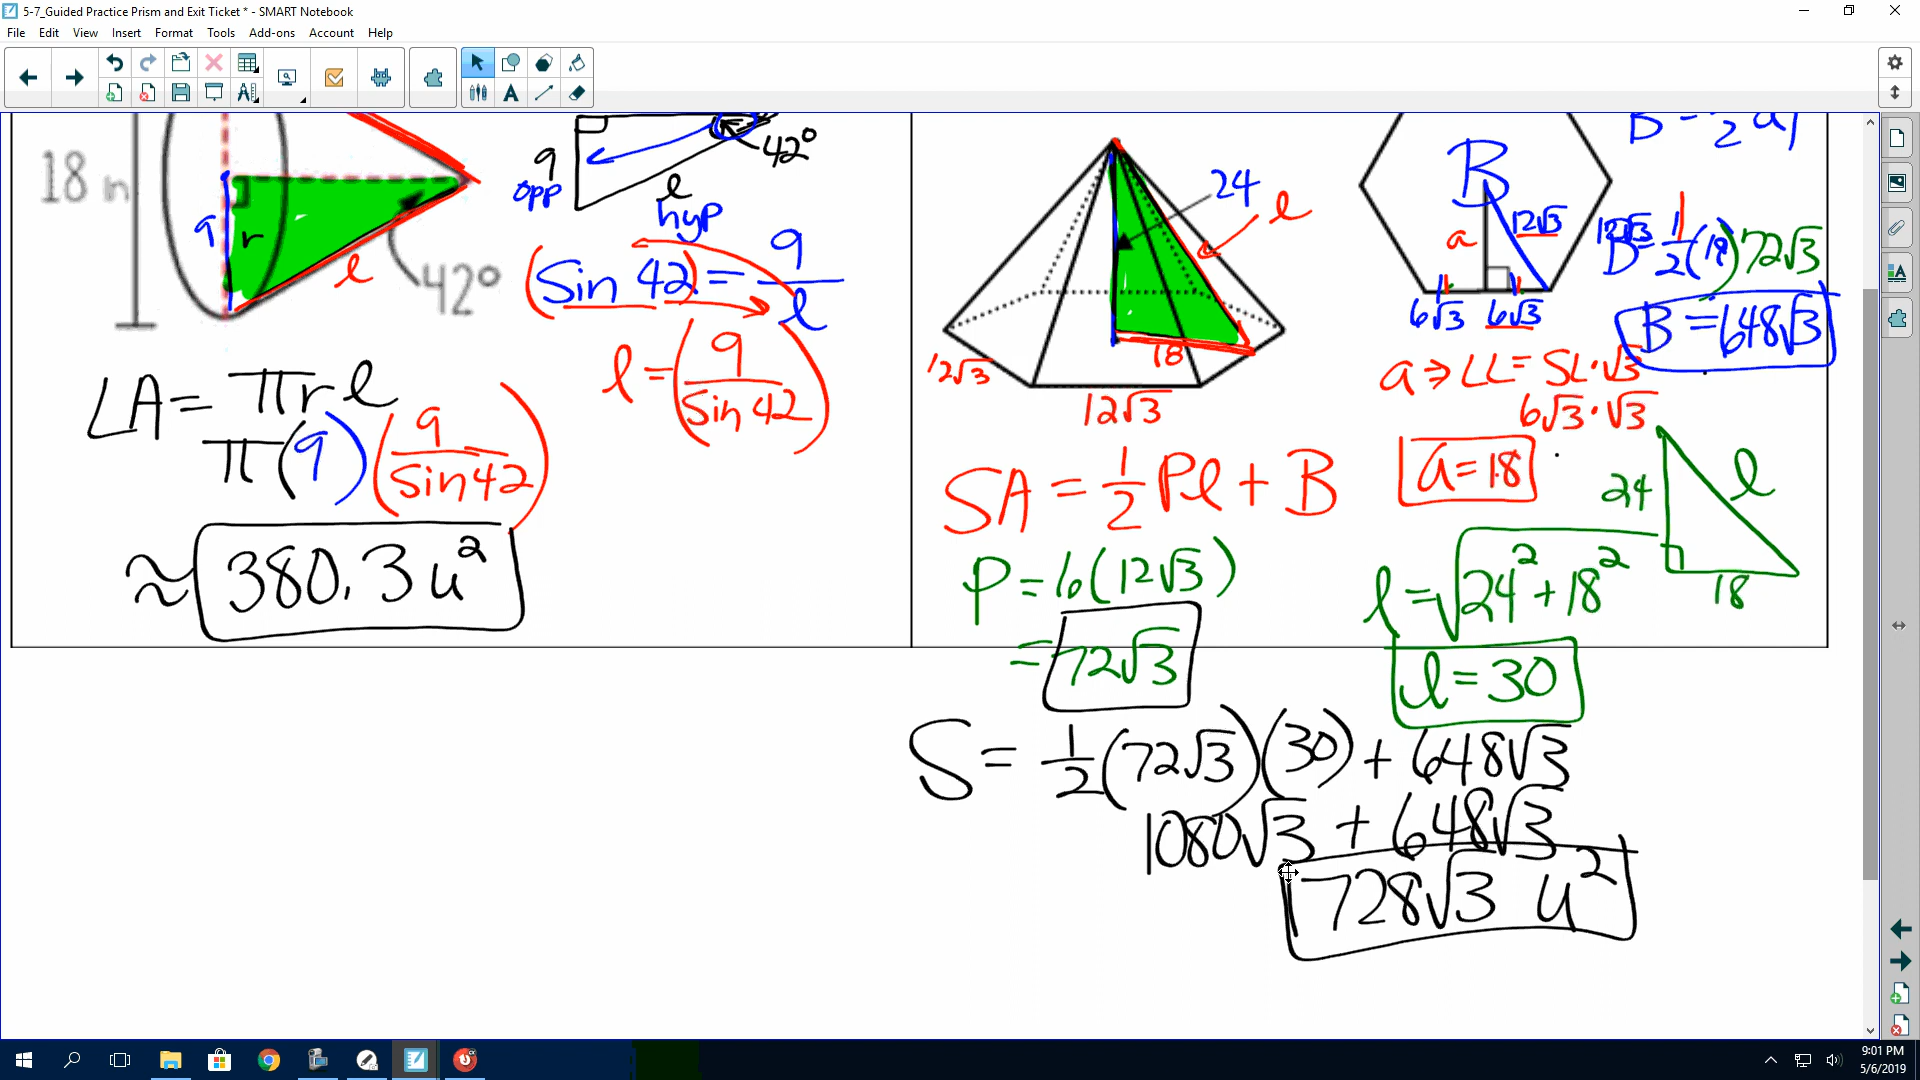 5-7_Guided Practice Prism and Exit Ticket * - SMART Notebook
File Edit View Insert Format Tools Add-ons Account Help
18 in
9
r
l
42°
9
opp
l
hyp
42°
(Sin 42) = 9/l
l = (9/Sin 42)
LA = πrl
π(9)(9/Sin 42)
≈ 380.3 u²
24
l
18
12√3
12√3
B
a
12√3
6√3 6√3
B = 1/2 (18) 72√3
B = 648√3
a ⇒ LL = SL·√3
6√3·√3
a = 18
SA = 1/2 Pl + B
P = 6(12√3)
= 72√3
24
l
18
l = √24² + 18²
l = 30
S = 1/2 (72√3)(30) + 648√3
1080√3 + 648√3
1728√3 u²
9:01 PM
5/6/2019